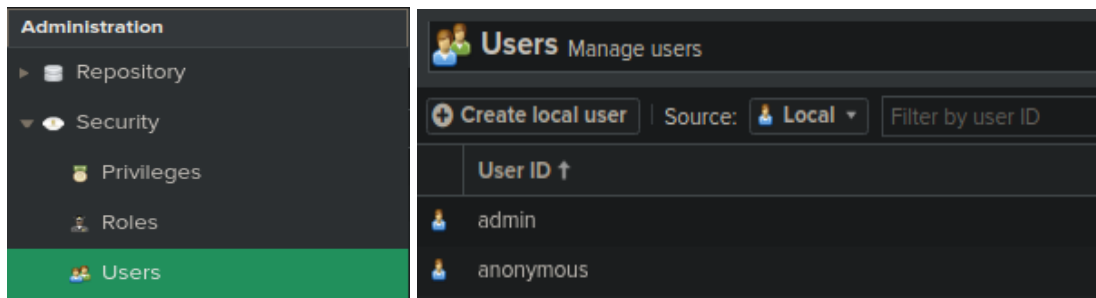 Administration
Repository
Security
Privileges
Roles
Users
Users Manage users
Create local user Source: Local Filter by user ID
User ID ↑
admin
anonymous